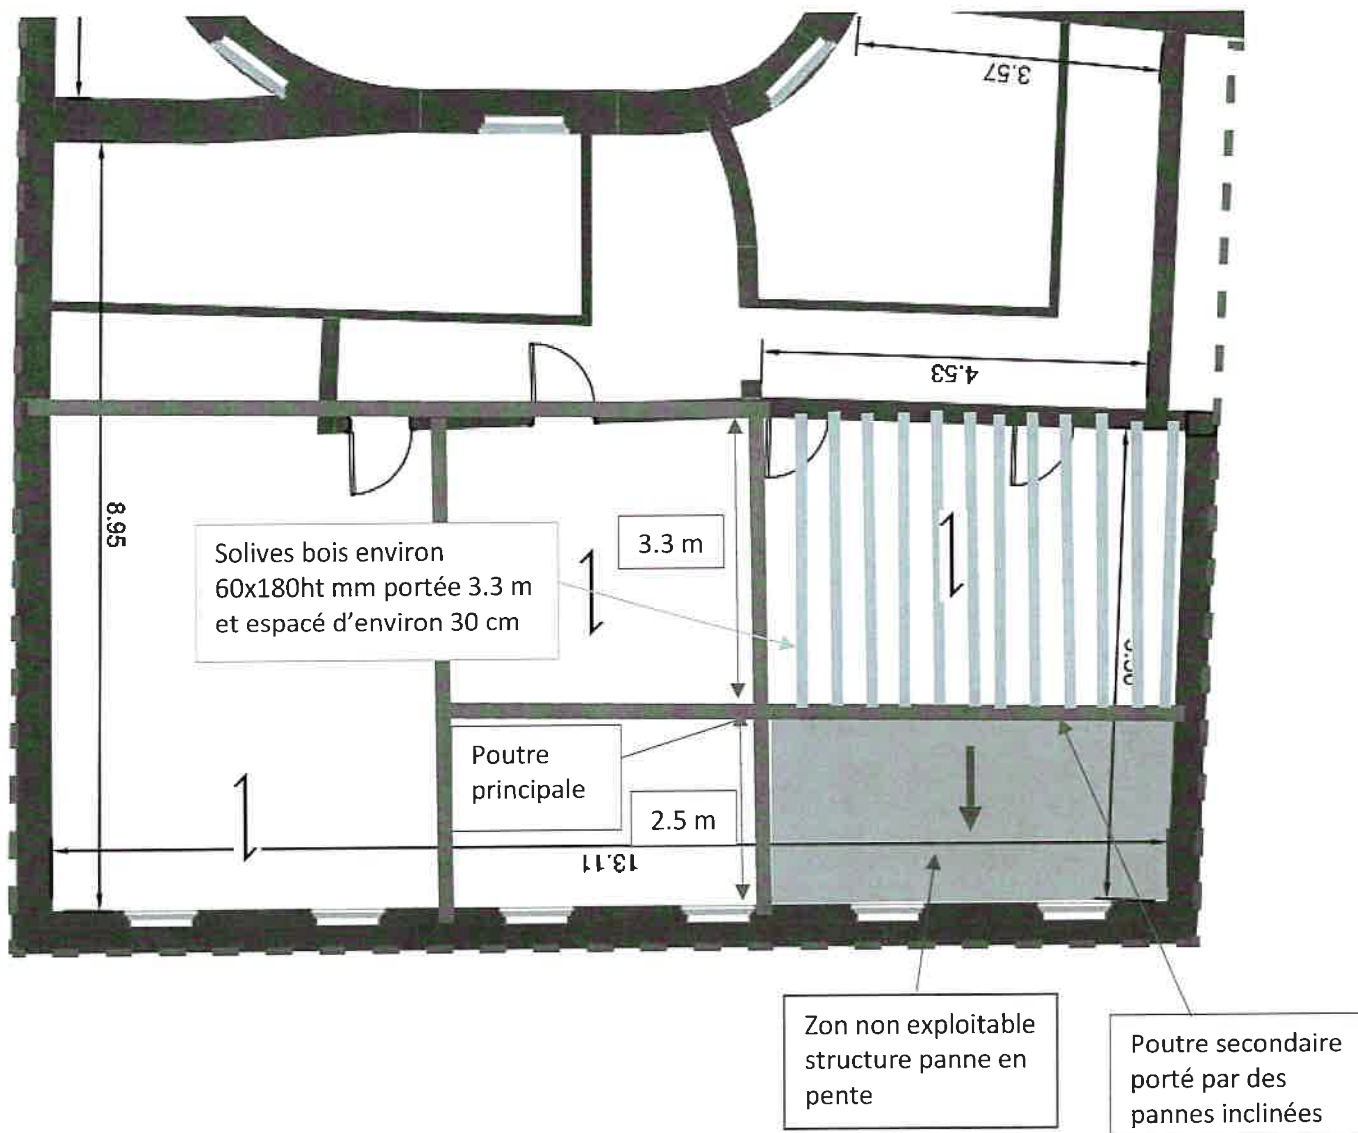 3.57
4.53
8.95
Solives bois environ
60x180ht mm portée 3.3 m
et espacé d’environ 30 cm
3.3 m
Poutre
principale
2.5 m
13.11
Zon non exploitable
structure panne en
pente
Poutre secondaire
porté par des
pannes inclinées